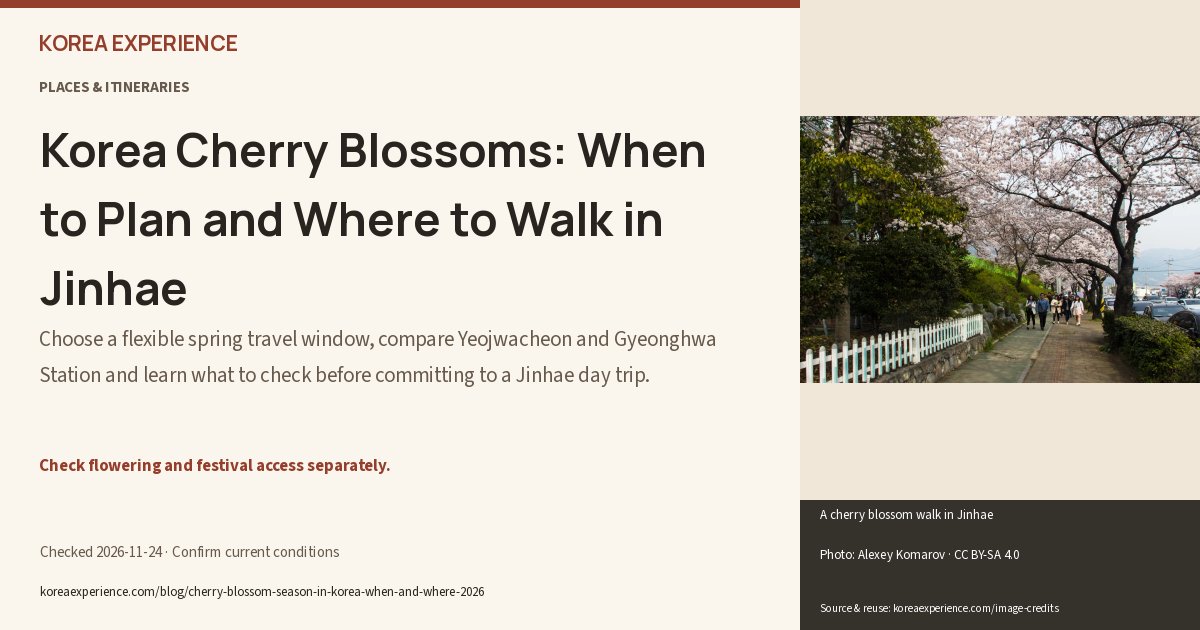 KOREA EXPERIENCE
PLACES & ITINERARIES
Korea Cherry Blossoms: When
to Plan and Where to Walk in
Jinhae
Choose a flexible spring travel window, compare Yeojwacheon and Gyeonghwa
Station and learn what to check before committing to a Jinhae day trip.
Check flowering and festival access separately.
Checked 2026-11-24 · Confirm current conditions
koreaexperience.com/blog/cherry-blossom-season-in-korea-when-and-where-2026
A cherry blossom walk in Jinhae
Photo: Alexey Komarov · CC BY-SA 4.0
Source & reuse: koreaexperience.com/image-credits